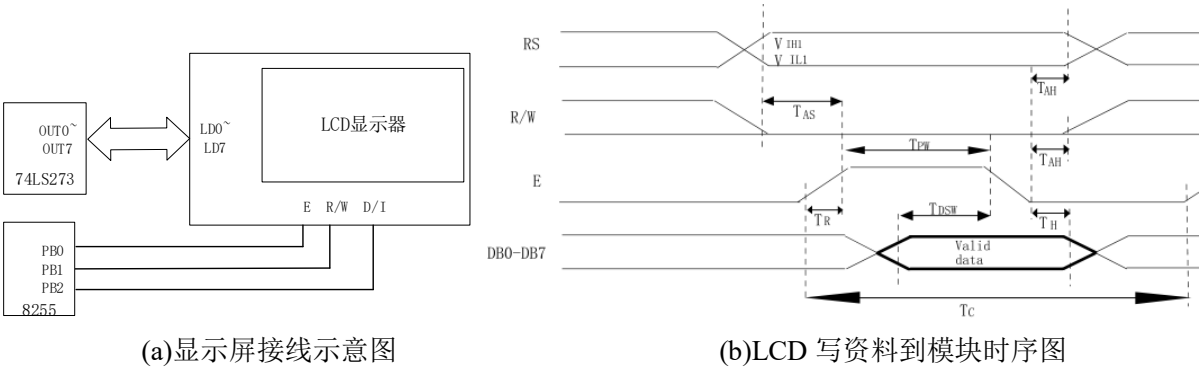 OUT0~
OUT7
74LS273
LD0~
LD7
LCD显示器
E R/W D/I
PB0
PB1
PB2
8255
(a)显示屏接线示意图
RS
V IH1
V IL1
TAH
TAS
R/W
TPW
TAH
E
TR
TDSW
TH
DB0-DB7
Valid
data
TC
(b)LCD 写资料到模块时序图